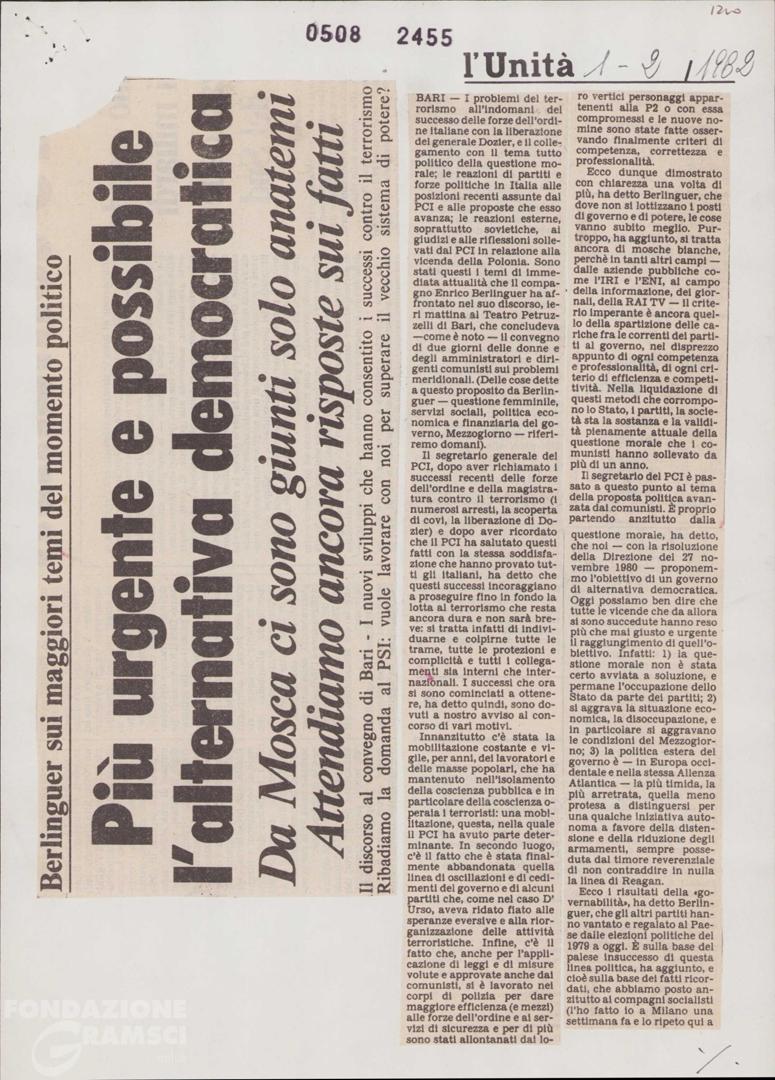 1200
0508 2455
l'Unità 1-2/1982
Berlinguer sui maggiori temi del momento politico
Più urgente e possibile
l'alternativa democratica
Da Mosca ci sono giunti solo anatemi
Attendiamo ancora risposte sui fatti
Il discorso al convegno di Bari - I nuovi sviluppi che hanno consentito i successi contro il terrorismo
Ribadiamo la domanda al PSI: vuole lavorare con noi per superare il vecchio sistema di potere?
BARI — I problemi del ter-
rorismo all'indomani del
successo delle forze dell'ordi-
ne italiane con la liberazione
del generale Dozier, e il colle-
gamento con il tema tutto
politico della questione mo-
rale; le reazioni di partiti e
forze politiche in Italia alle
posizioni recenti assunte dal
PCI e alle proposte che esso
avanza; le reazioni esterne,
soprattutto sovietiche, ai
giudizi e alle riflessioni solle-
vati dal PCI in relazione alla
vicenda della Polonia. Sono
stati questi i temi di imme-
diata attualità che il compa-
gno Enrico Berlinguer ha af-
frontato nel suo discorso, ie-
ri mattina al Teatro Petruz-
zelli di Bari, che concludeva
—come è noto — il convegno
di due giorni delle donne e
degli amministratori e diri-
genti comunisti sui problemi
meridionali. (Delle cose dette
a questo proposito da Berlin-
guer — questione femminile,
servizi sociali, politica eco-
nomica e finanziaria del go-
verno, Mezzogiorno — riferi-
remo domani).
Il segretario generale del
PCI, dopo aver richiamato i
successi recenti delle forze
dell'ordine e della magistra-
tura contro il terrorismo (i
numerosi arresti, la scoperta
di covi, la liberazione di Do-
zier) e dopo aver ricordato
che il PCI ha salutato questi
fatti con la stessa soddisfa-
zione che hanno provato tut-
ti gli italiani, ha detto che
questi successi incoraggiano
a proseguire fino in fondo la
lotta al terrorismo che resta
ancora dura e non sarà bre-
ve: si tratta infatti di indivi-
duarne e colpirne tutte le
trame, tutte le protezioni e
complicità e tutti i collega-
menti sia interni che inter-
nazionali. I successi che ora
si sono cominciati a ottene-
re, ha detto quindi, sono do-
vuti a nostro avviso al con-
corso di vari motivi.
Innanzitutto c'è stata la
mobilitazione costante e vi-
gile, per anni, dei lavoratori e
delle masse popolari, che ha
mantenuto nell'isolamento
della coscienza pubblica e in
particolare della coscienza o-
peraia i terroristi: una mobi-
litazione, questa, nella quale
il PCI ha avuto parte deter-
minante. In secondo luogo,
c'è il fatto che è stata final-
mente abbandonata quella
linea di oscillazioni e di cedi-
menti del governo e di alcuni
partiti che, come nel caso D'
Urso, aveva ridato fiato alle
speranze eversive e alla rior-
ganizzazione delle attività
terroristiche. Infine, c'è il
fatto che, anche per l'appli-
cazione di leggi e di misure
volute e approvate anche dai
comunisti, si è lavorato nei
corpi di polizia per dare
maggiore efficienza (e mezzi)
alle forze dell'ordine e ai ser-
vizi di sicurezza e per di più
sono stati allontanati dai lo-
ro vertici personaggi appar-
tenenti alla P2 o con essa
compromessi e le nuove no-
mine sono state fatte osser-
vando finalmente criteri di
competenza, correttezza e
professionalità.
Ecco dunque dimostrato
con chiarezza una volta di
più, ha detto Berlinguer, che
dove non si lottizzano i posti
di governo e di potere, le cose
vanno subito meglio. Pur-
troppo, ha aggiunto, si tratta
ancora di mosche bianche,
perchè in tanti altri campi —
dalle aziende pubbliche co-
me l'IRI e l'ENI, al campo
della informazione, dei gior-
nali, della RAI TV — il crite-
rio imperante è ancora quel-
lo della spartizione delle ca-
riche fra le correnti dei parti-
ti al governo, nel disprezzo
appunto di ogni competenza
e professionalità, di ogni cri-
terio di efficienza e competi-
tività. Nella liquidazione di
questi metodi che corrompo-
no lo Stato, i partiti, la socie-
tà sta la sostanza e la validi-
tà pienamente attuale della
questione morale che i co-
munisti hanno sollevato da
più di un anno.
Il segretario del PCI è pas-
sato a questo punto al tema
della proposta politica avan-
zata dai comunisti. È proprio
partendo anzitutto dalla
questione morale, ha detto,
che noi — con la risoluzione
della Direzione del 27 no-
vembre 1980 — proponem-
mo l'obiettivo di un governo
di alternativa democratica.
Oggi possiamo ben dire che
tutte le vicende che da allora
si sono succedute hanno reso
più che mai giusto e urgente
il raggiungimento di quell'o-
biettivo. Infatti: 1) la que-
stione morale non è stata
certo avviata a soluzione, e
permane l'occupazione dello
Stato da parte dei partiti; 2)
si aggrava la situazione eco-
nomica, la disoccupazione, e
in particolare si aggravano
le condizioni del Mezzogior-
no; 3) la politica estera del
governo è — in Europa occi-
dentale e nella stessa Allenza
Atlantica — la più timida, la
più arretrata, quella meno
protesa a distinguersi per
una qualche iniziativa auto-
noma a favore della disten-
sione e della riduzione degli
armamenti, sempre posse-
duta dal timore reverenziale
di non contraddire in nulla
la linea di Reagan.
Ecco i risultati della «go-
vernabilità», ha detto Berlin-
guer, che gli altri partiti han-
no vantato e regalato al Pae-
se dalle elezioni politiche del
1979 a oggi. È sulla base del
palese insuccesso di questa
linea politica, ha aggiunto, e
cioè sulla base dei fatti ricor-
dati, che abbiamo posto an-
zitutto ai compagni socialisti
(l'ho fatto io a Milano una
settimana fa e lo ripeto qui a
FONDAZIONE
GRAMSCI